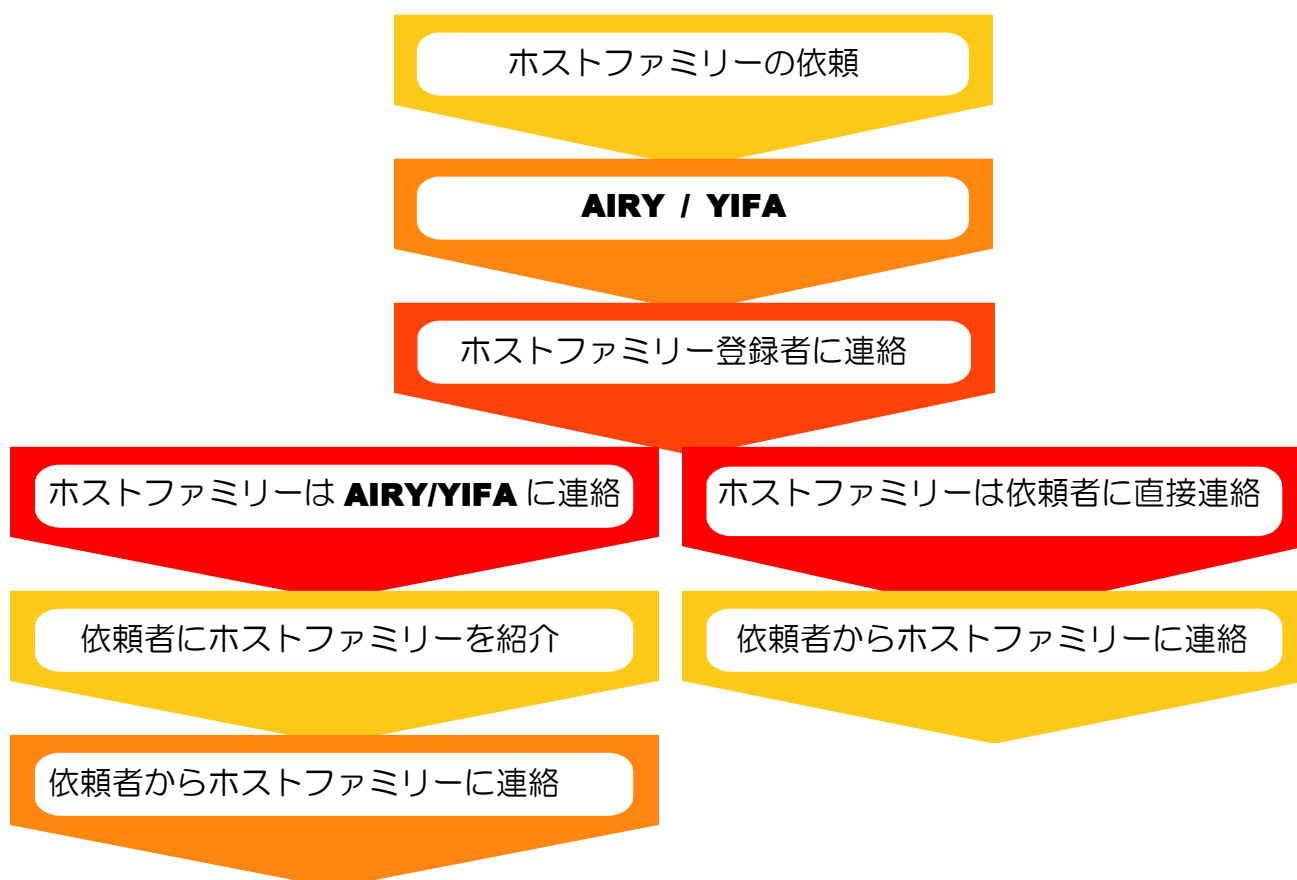 ホストファミリーの依頼
AIRY / YIFA
ホストファミリー登録者に連絡
ホストファミリーは AIRY/YIFA に連絡
ホストファミリーは依頼者に直接連絡
依頼者にホストファミリーを紹介
依頼者からホストファミリーに連絡
依頼者からホストファミリーに連絡